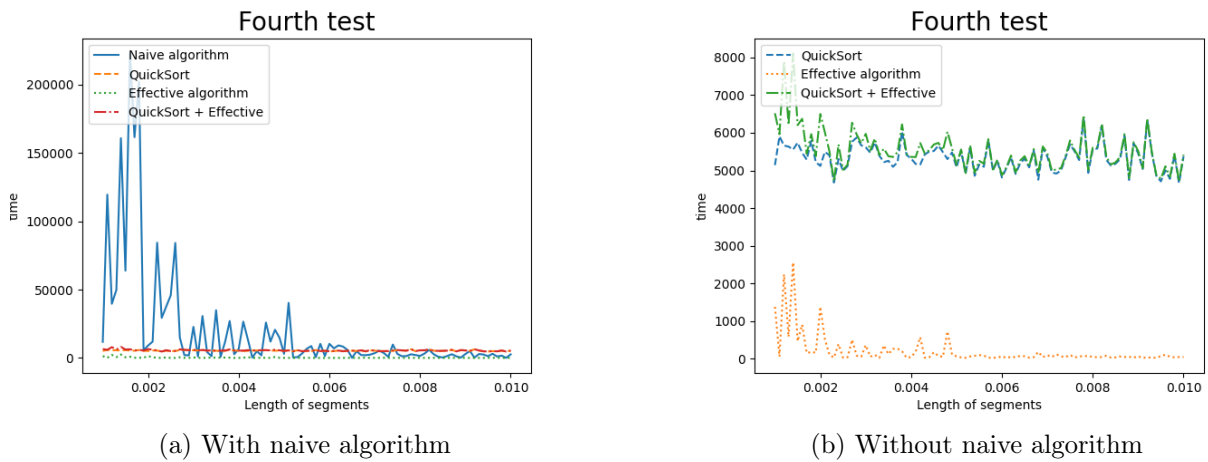 Fourth test
Naive algorithm
QuickSort
Effective algorithm
QuickSort + Effective
200000
150000
100000
50000
0
time
0.002
0.004
0.006
0.008
0.010
Length of segments
(a) With naive algorithm
Fourth test
QuickSort
Effective algorithm
QuickSort + Effective
8000
7000
6000
5000
4000
3000
2000
1000
0
time
0.002
0.004
0.006
0.008
0.010
Length of segments
(b) Without naive algorithm